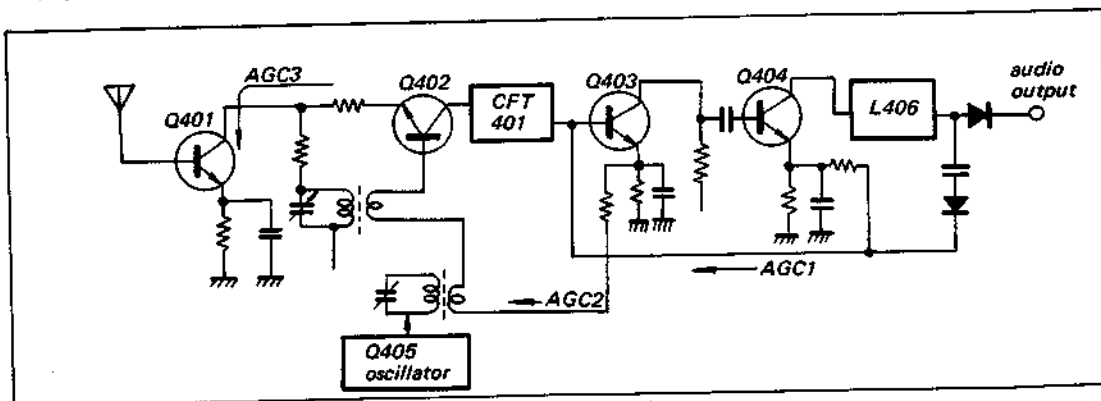 AGC3
Q401
Q402
CFT
401
Q403
Q404
L406
audio
output
AGC1
AGC2
Q405
oscillator